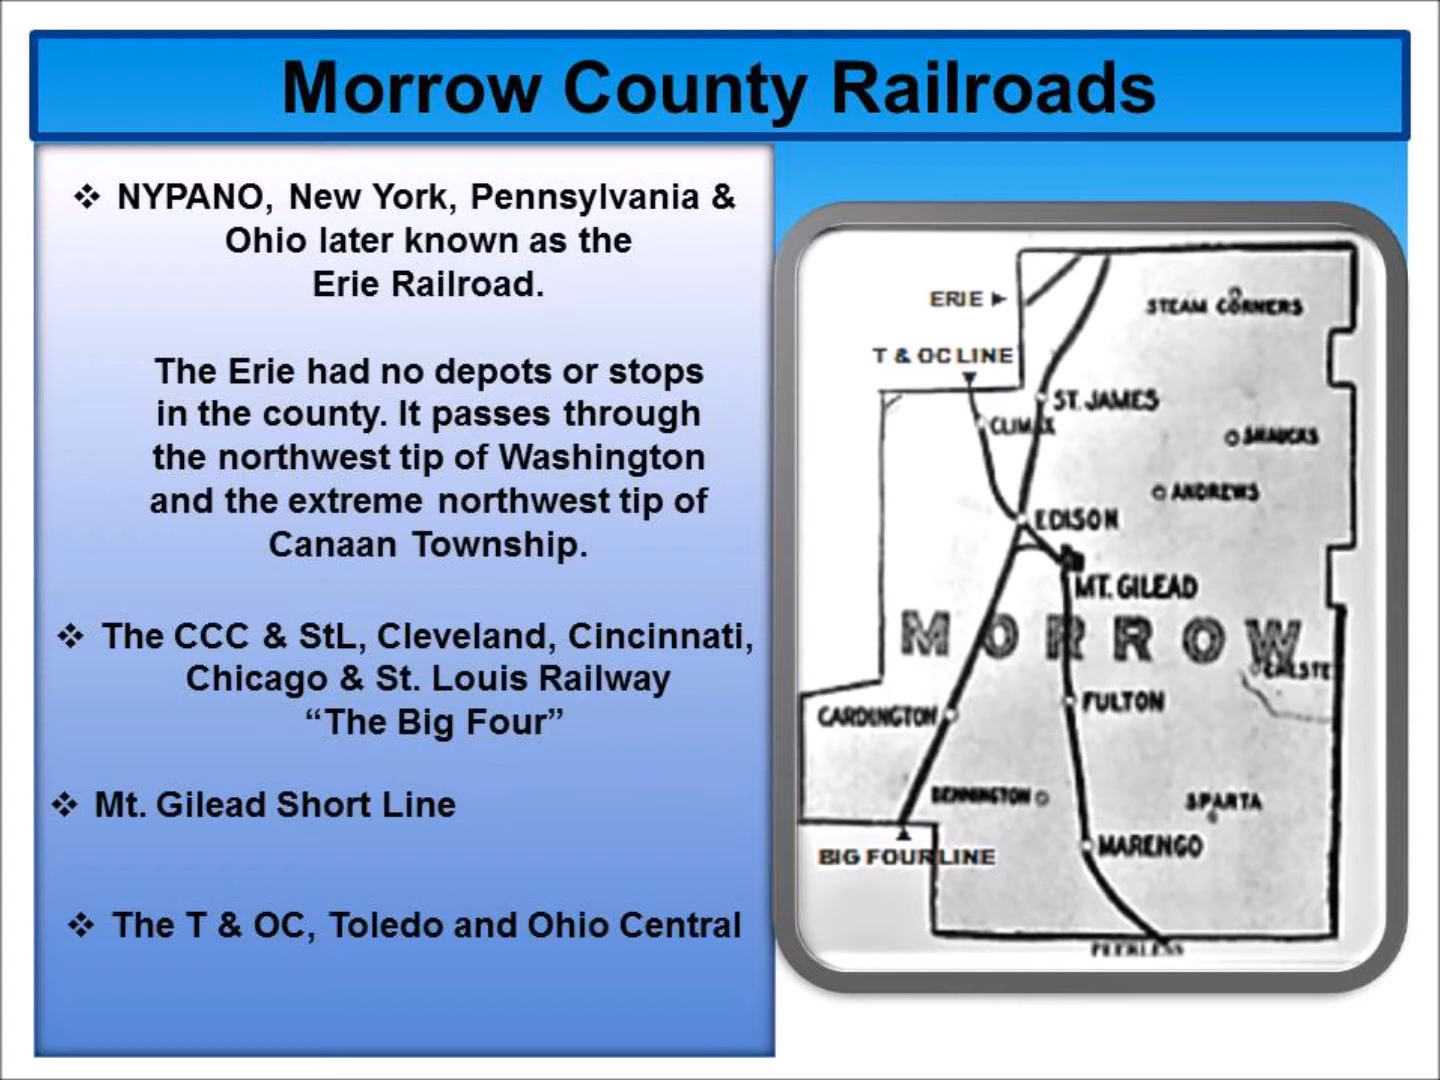 Morrow County Railroads
❖ NYPANO, New York, Pennsylvania &
Ohio later known as the
Erie Railroad.
The Erie had no depots or stops
in the county. It passes through
the northwest tip of Washington
and the extreme northwest tip of
Canaan Township.
❖ The CCC & StL, Cleveland, Cincinnati,
Chicago & St. Louis Railway
“The Big Four”
❖ Mt. Gilead Short Line
❖ The T & OC, Toledo and Ohio Central
ERIE
STEAM CORNERS
T & OC LINE
ST. JAMES
CLIMAX
SHAUCKS
ANDREWS
EDISON
MT. GILEAD
MORROW
FULTON
CARDINGTON
BENNINGTON
SPARTA
MARENGO
BIG FOUR LINE
PEERLESS